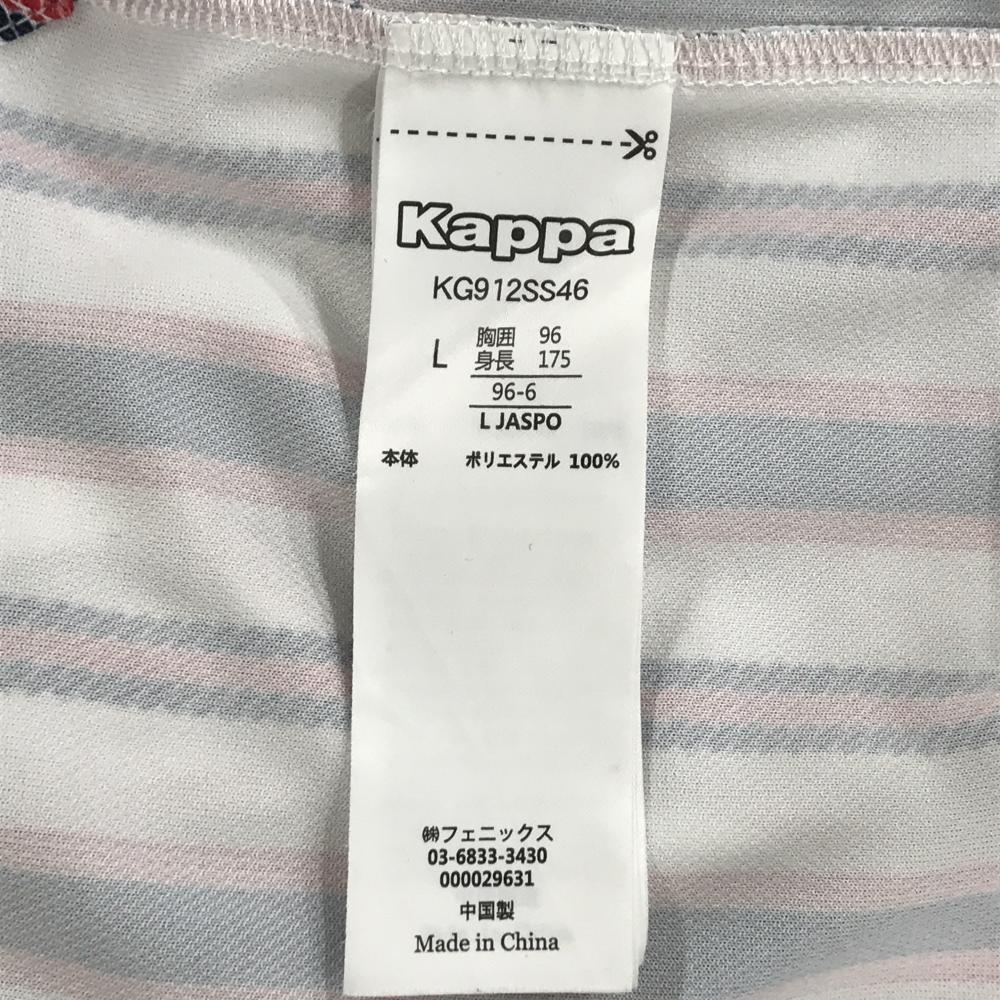 Kappa
KG912SS46
L
胸囲 96
身長 175
96-6
L JASPO
本体 ポリエステル 100%
㈱フェニックス
03-6833-3430
000029631
中国製
Made in China